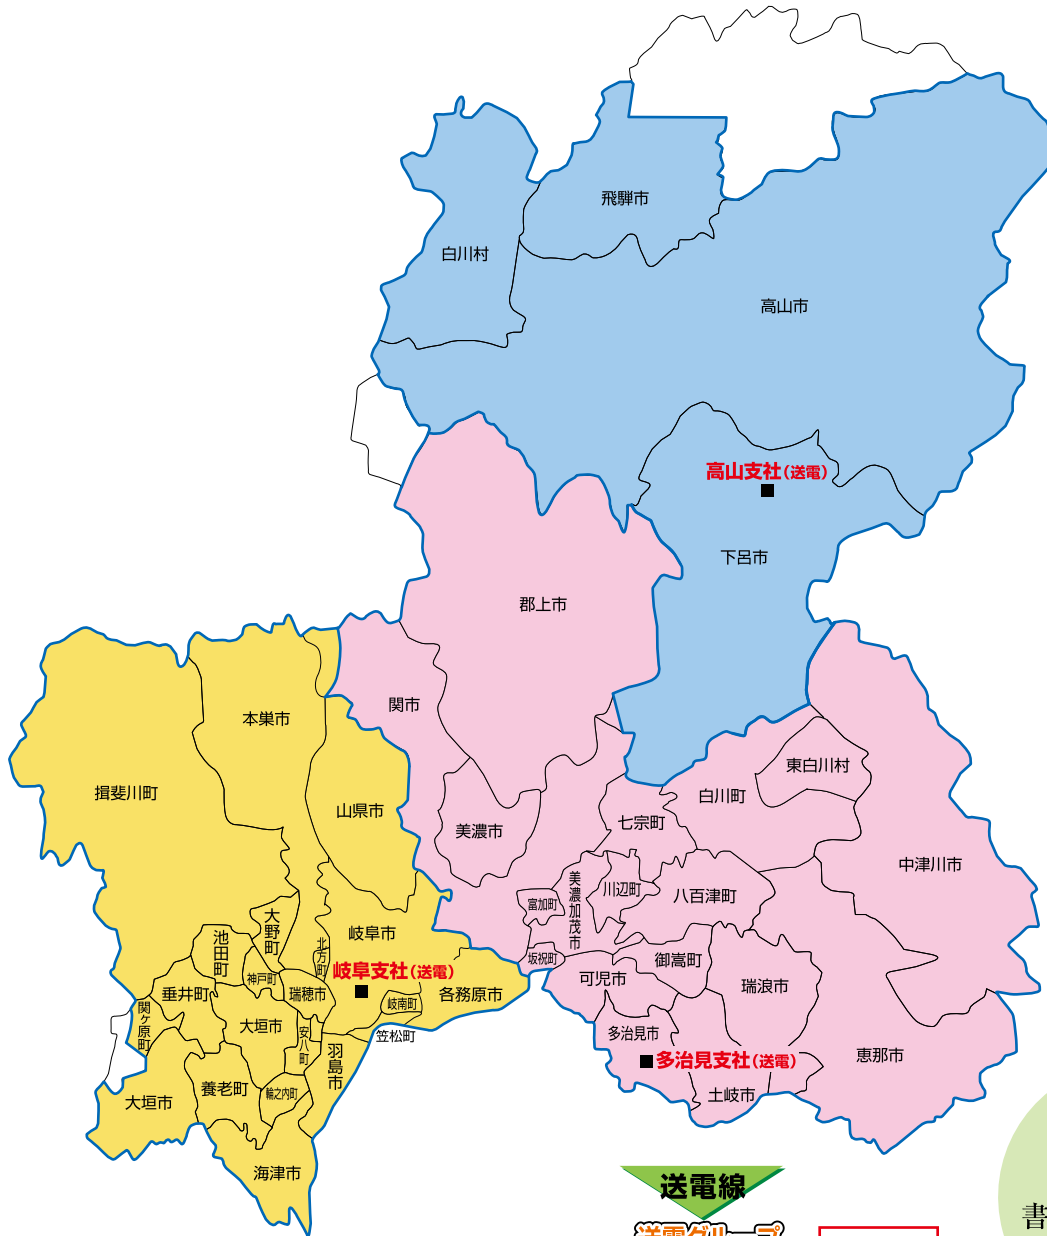 飛騨市
白川村
高山市
高山支社(送電)
下呂市
郡上市
関市
本巣市
東白川村
揖斐川町
白川町
山県市
七宗町
美濃市
中津川市
川辺町
八百津町
富加町
美濃加茂市
大野町
岐阜市
池田町
北方町
坂祝町
御嵩町
岐阜支社(送電)
神戸町
可児市
瑞浪市
垂井町
瑞穂市
各務原市
岐南町
関ヶ原町
大垣市
安八町
笠松町
多治見市
羽島市
恵那市
多治見支社(送電)
養老町
輪之内町
土岐市
大垣市
海津市
送電線
送電グループ
書